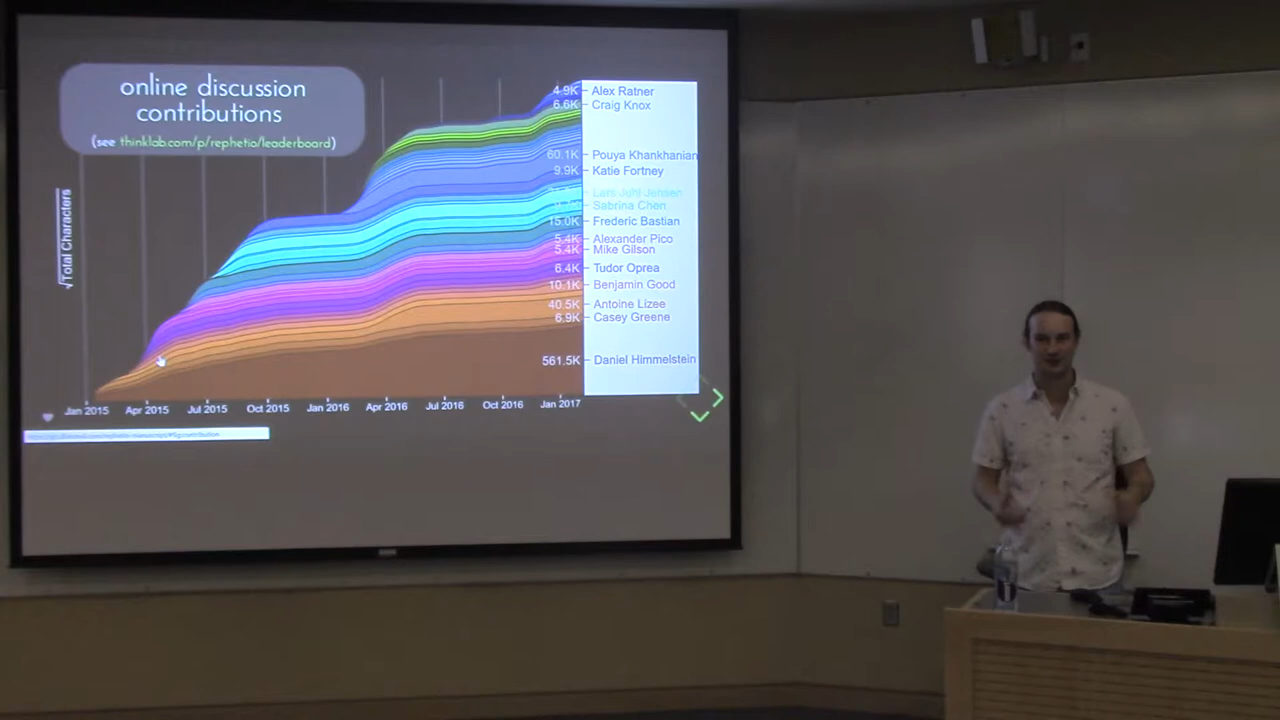 online discussion
contributions
(see thinklab.com/p/rephetio/leaderboard)
√Total Characters
4.9K Alex Ratner
6.6K Craig Knox
60.1K Pouya Khankhanian
9.9K Katie Fortney
Lars Juhl Jensen
Sabrina Chen
15.0K Frederic Bastian
5.4K Alexander Pico
5.4K Mike Gilson
6.4K Tudor Oprea
10.1K Benjamin Good
40.5K Antoine Lizee
6.9K Casey Greene
561.5K Daniel Himmelstein
Jan 2015 Apr 2015 Jul 2015 Oct 2015 Jan 2016 Apr 2016 Jul 2016 Oct 2016 Jan 2017